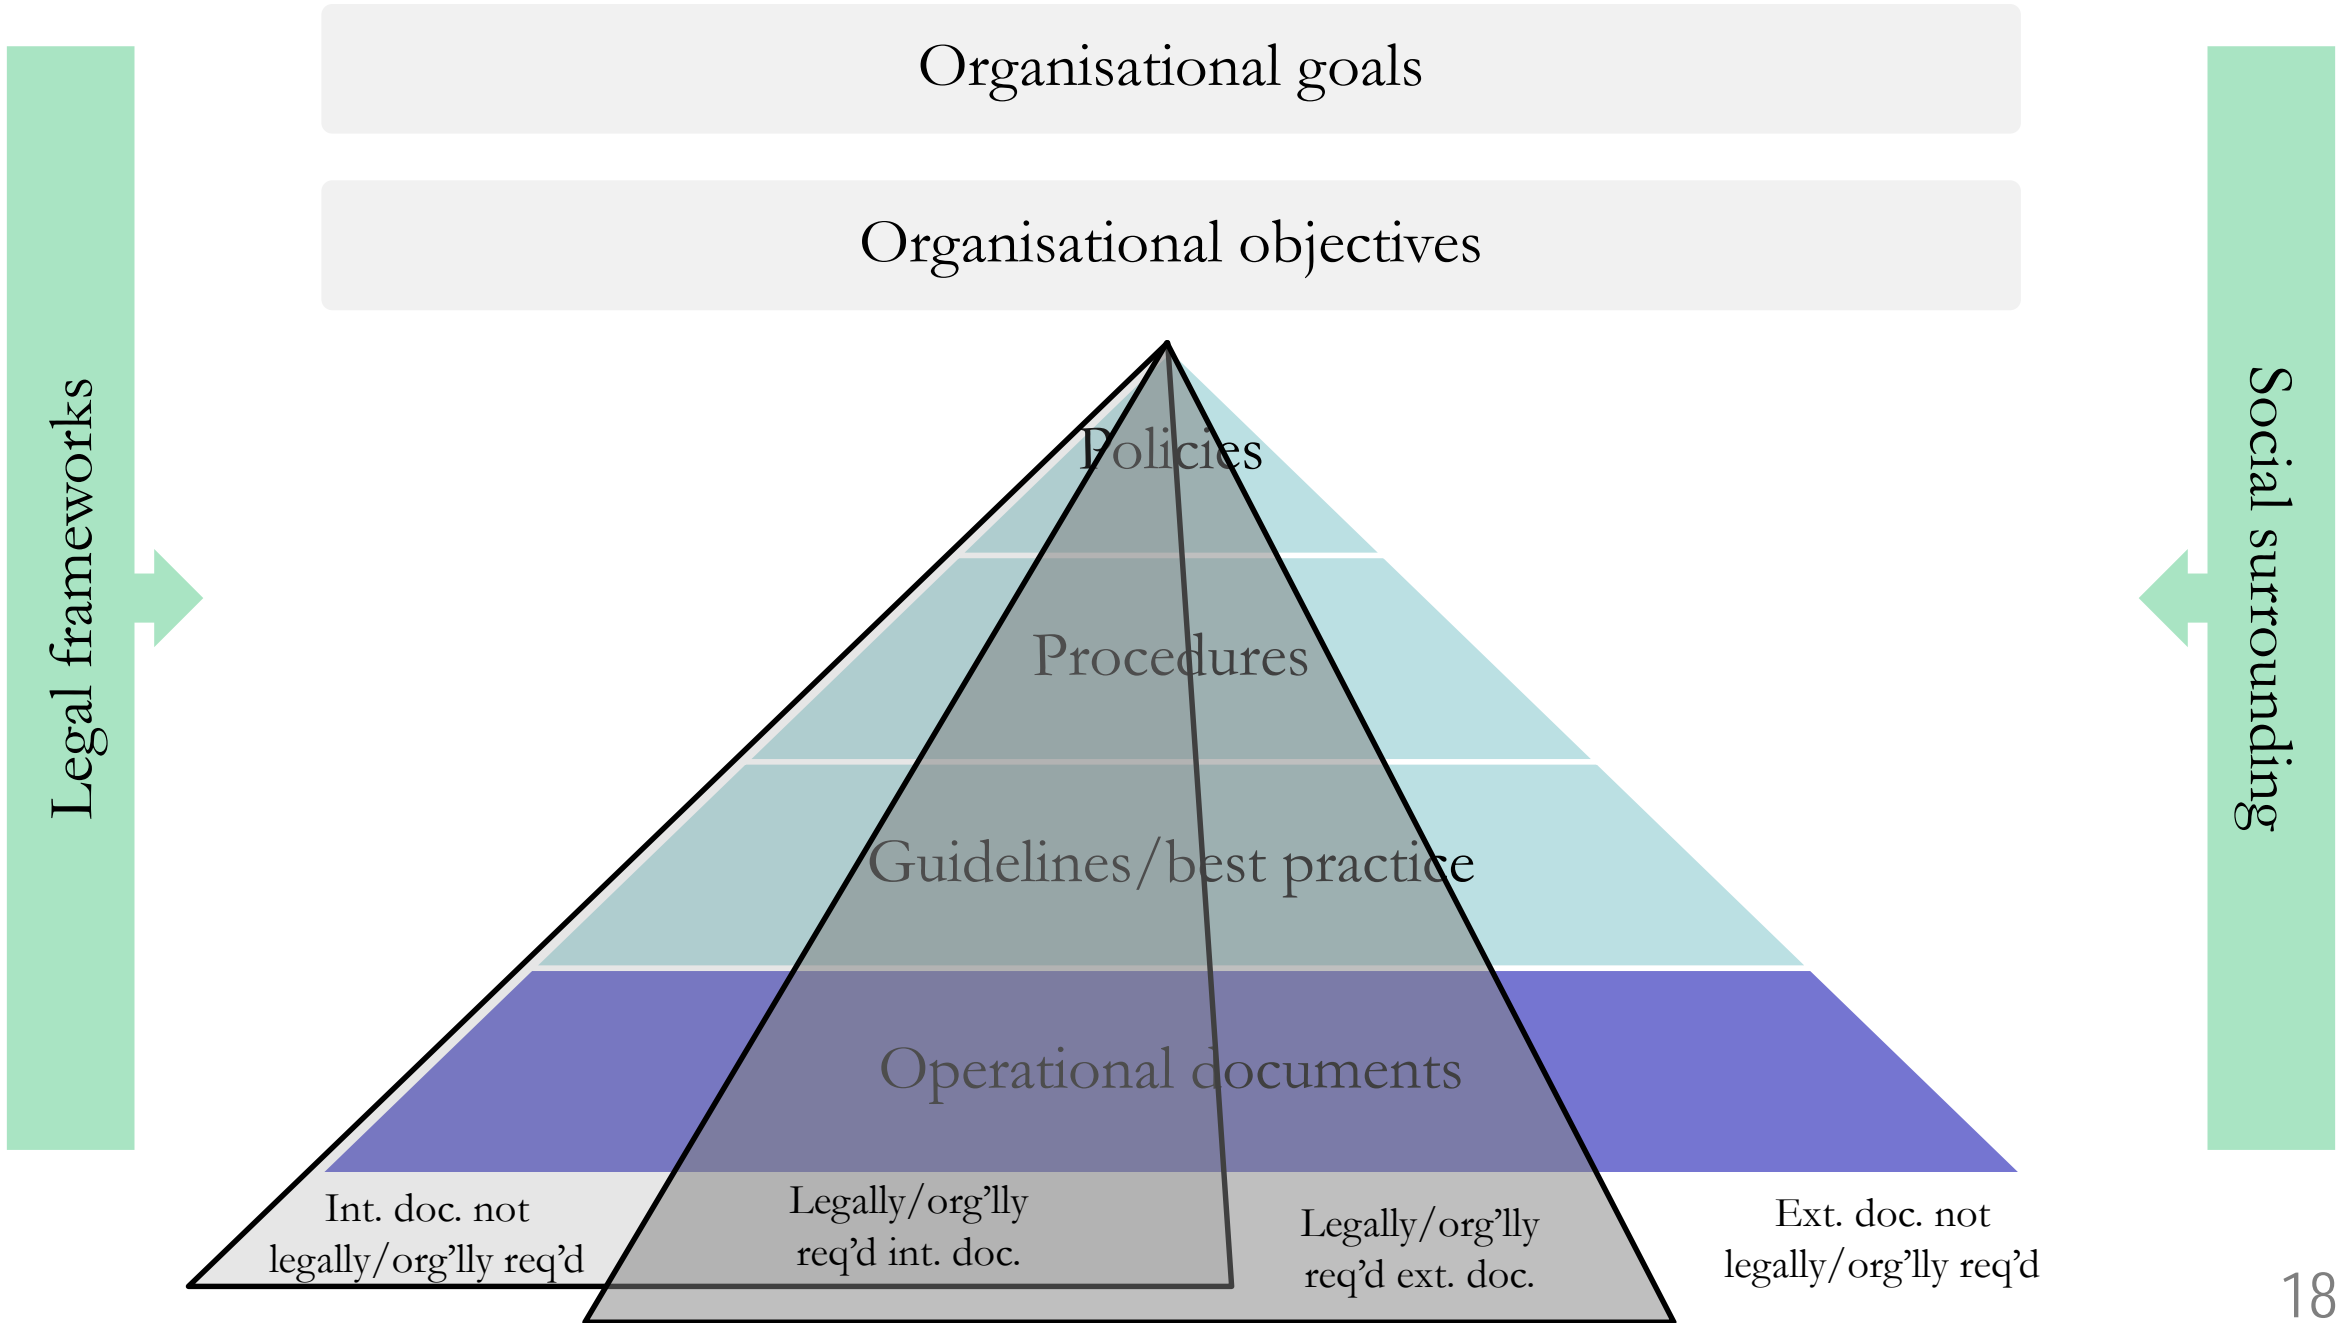 Organisational goals
Organisational objectives
Legal frameworks
Social surrounding
Policies
Procedures
Guidelines/best practice
Operational documents
Int. doc. not
legally/org’lly req’d
Legally/org’lly
req’d int. doc.
Legally/org’lly
req’d ext. doc.
Ext. doc. not
legally/org’lly req’d
18